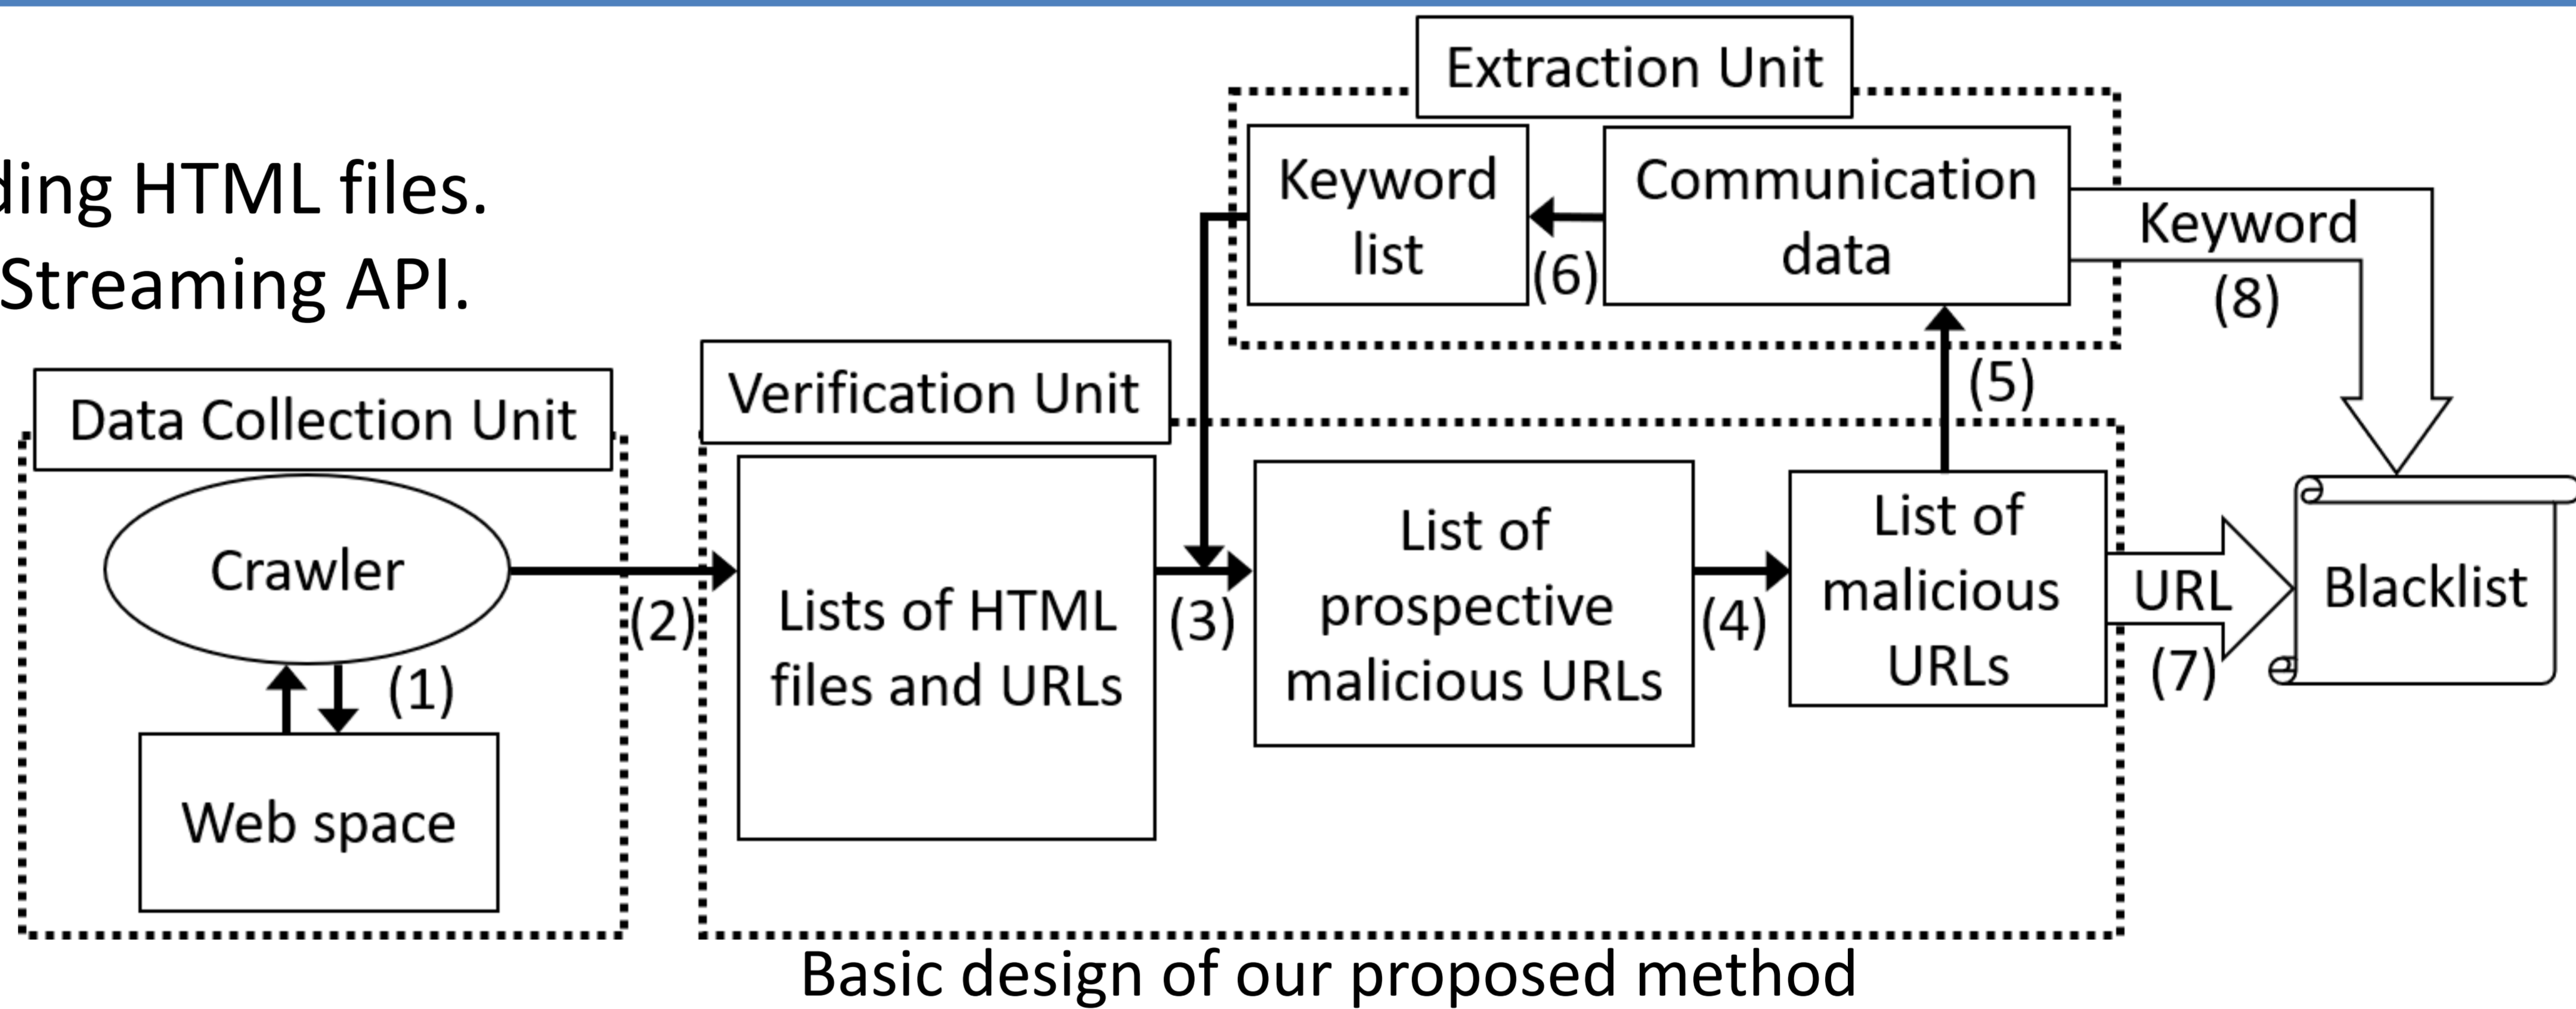 HTML files.
Streaming API.
Extraction Unit
Keyword
list
(6)
Communication
data
Keyword
(8)
(5)
Data Collection Unit
Crawler
(1)
Web space
(2)
Verification Unit
Lists of HTML
files and URLs
(3)
List of
prospective
malicious URLs
(4)
List of
malicious
URLs
URL
(7)
Blacklist
Basic design of our proposed method